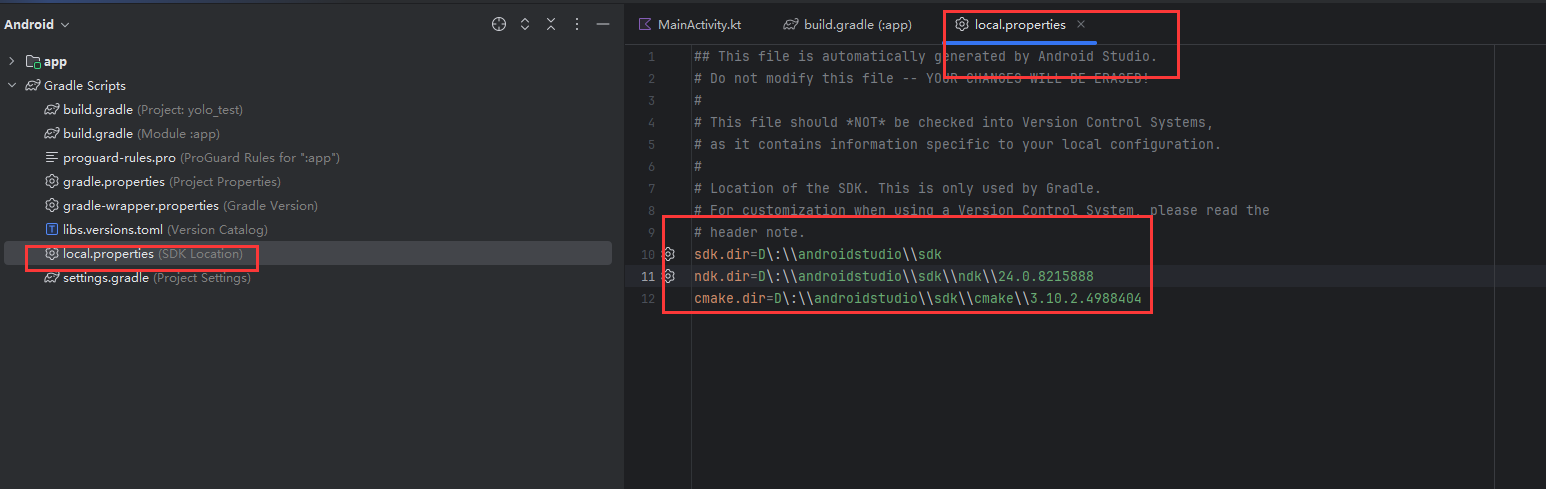 Android
app
Gradle Scripts
build.gradle (Project: yolo_test)
build.gradle (Module :app)
proguard-rules.pro (ProGuard Rules for ":app")
gradle.properties (Project Properties)
gradle-wrapper.properties (Gradle Version)
libs.versions.toml (Version Catalog)
local.properties (SDK Location)
settings.gradle (Project Settings)
MainActivity.kt
build.gradle (:app)
local.properties
1 ## This file is automatically generated by Android Studio.
2 # Do not modify this file -- YOUR CHANGES WILL BE ERASED!
3 #
4 # This file should *NOT* be checked into Version Control Systems,
5 # as it contains information specific to your local configuration.
6 #
7 # Location of the SDK. This is only used by Gradle.
8 # For customization when using a Version Control System, please read the
9 # header note.
10 sdk.dir=D\:\\androidstudio\\sdk
11 ndk.dir=D\:\\androidstudio\\sdk\\ndk\\24.0.8215888
12 cmake.dir=D\:\\androidstudio\\sdk\\cmake\\3.10.2.4988404